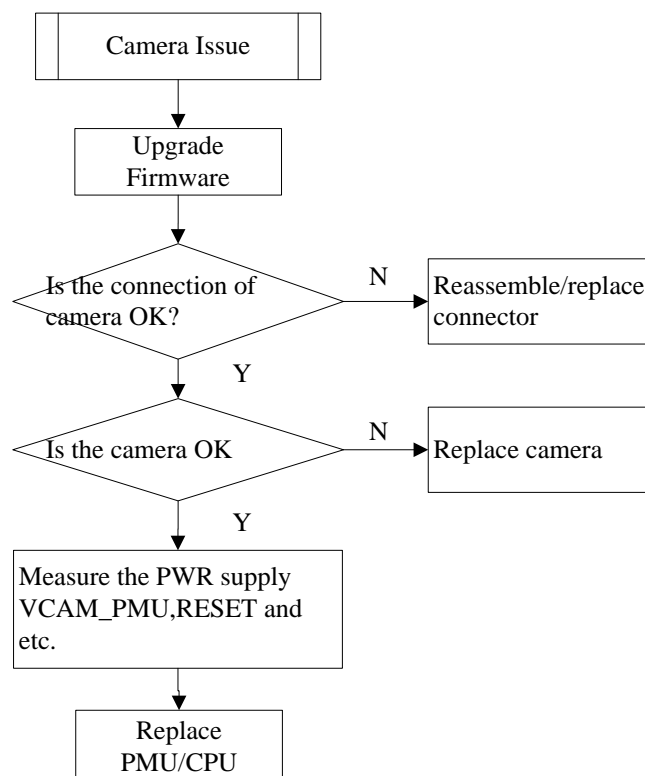 Camera Issue
Upgrade
Firmware
Is the connection of
camera OK?
N
Reassemble/replace
connector
Y
Is the camera OK
N
Replace camera
Y
Measure the PWR supply
VCAM_PMU,RESET and
etc.
Replace
PMU/CPU